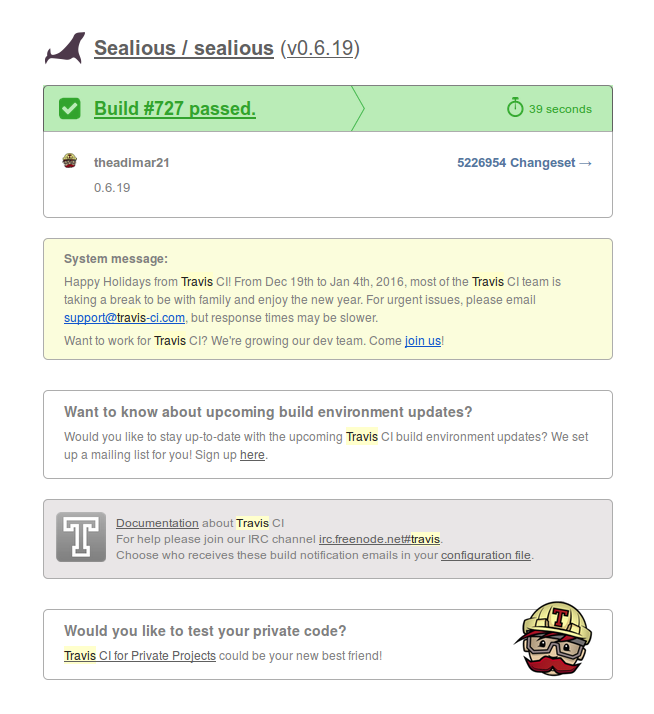 Sealious / sealious (v0.6.19)
Build #727 passed.
39 seconds
theadimar21
5226954 Changeset →
0.6.19
System message:
Happy Holidays from Travis CI! From Dec 19th to Jan 4th, 2016, most of the Travis CI team is
taking a break to be with family and enjoy the new year. For urgent issues, please email
support@travis-ci.com, but response times may be slower.
Want to work for Travis CI? We're growing our dev team. Come join us!
Want to know about upcoming build environment updates?
Would you like to stay up-to-date with the upcoming Travis CI build environment updates? We set
up a mailing list for you! Sign up here.
T
Documentation about Travis CI
For help please join our IRC channel irc.freenode.net#travis.
Choose who receives these build notification emails in your configuration file.
T
Would you like to test your private code?
Travis CI for Private Projects could be your new best friend!